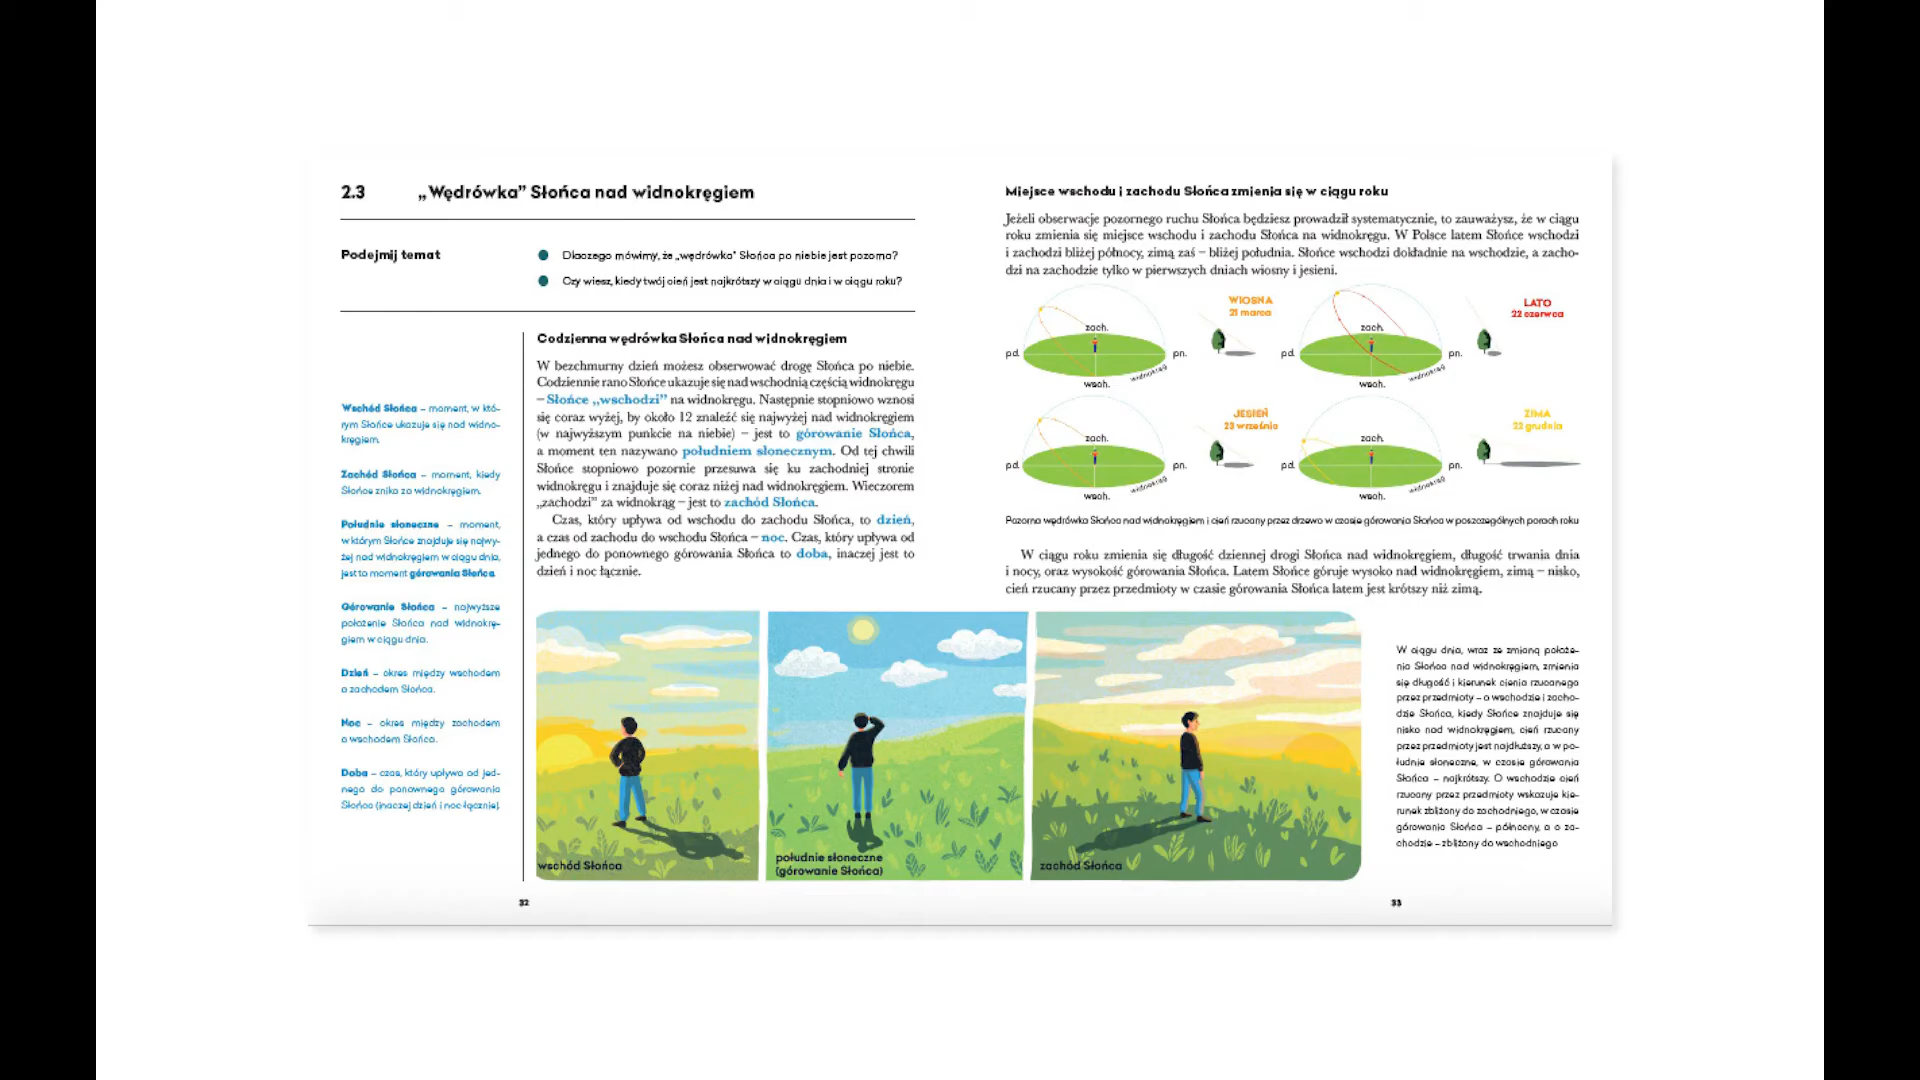 2.3 „Wędrówka” Słońca nad widnokręgiem
Podejmij temat
Dlaczego mówimy, że „wędrówka” Słońca po niebie jest pozorna?
Czy wiesz, kiedy twój cień jest najkrótszy w ciągu dnia i w ciągu roku?
Wschód Słońca – moment, w któ-
rym Słońce ukazuje się nad widno-
kręgiem.
Zachód Słońca – moment, kiedy
Słońce znika za widnokręgiem.
Południe słoneczne – moment,
w którym Słońce znajduje się najwy-
żej nad widnokręgiem w ciągu dnia,
jest to moment górowania Słońca.
Górowanie Słońca – najwyższe
położenie Słońca nad widnokrę-
giem w ciągu dnia.
Dzień – okres między wschodem
a zachodem Słońca.
Noc – okres między zachodem
a wschodem Słońca.
Doba – czas, który upływa od jed-
nego do ponownego górowania
Słońca (inaczej dzień i noc łącznie).
Codzienna wędrówka Słońca nad widnokręgiem
W bezchmurny dzień możesz obserwować drogę Słońca po niebie.
Codziennie rano Słońce ukazuje się nad wschodnią częścią widnokręgu
– Słońce „wschodzi” na widnokręgu. Następnie stopniowo wznosi
się coraz wyżej, by około 12 znaleźć się najwyżej nad widnokręgiem
(w najwyższym punkcie na niebie) – jest to górowanie Słońca,
a moment ten nazywano południem słonecznym. Od tej chwili
Słońce stopniowo pozornie przesuwa się ku zachodniej stronie
widnokręgu i znajduje się coraz niżej nad widnokręgiem. Wieczorem
„zachodzi” za widnokrąg – jest to zachód Słońca.
Czas, który upływa od wschodu do zachodu Słońca, to dzień,
a czas od zachodu do wschodu Słońca – noc. Czas, który upływa od
jednego do ponownego górowania Słońca to doba, inaczej jest to
dzień i noc łącznie.
wschód Słońca
południe słoneczne
(górowanie Słońca)
32
Miejsce wschodu i zachodu Słońca zmienia się w ciągu roku
Jeżeli obserwacje pozornego ruchu Słońca będziesz prowadził systematycznie, to zauważysz, że w ciągu
roku zmienia się miejsce wschodu i zachodu Słońca na widnokręgu. W Polsce latem Słońce wschodzi
i zachodzi bliżej północy, zimą zaś – bliżej południa. Słońce wschodzi dokładnie na wschodzie, a zacho-
dzi na zachodzie tylko w pierwszych dniach wiosny i jesieni.
WIOSNA
21 marca
zach.
pd.
pn.
wsch.
widnokrąg
LATO
22 czerwca
zach.
pd.
pn.
wsch.
widnokrąg
JESIEŃ
23 września
zach.
pd.
pn.
wsch.
widnokrąg
ZIMA
22 grudnia
zach.
pd.
pn.
wsch.
widnokrąg
Pozorna wędrówka Słońca nad widnokręgiem i cień rzucany przez drzewo w czasie górowania Słońca w poszczególnych porach roku
W ciągu roku zmienia się długość dziennej drogi Słońca nad widnokręgiem, długość trwania dnia
i nocy, oraz wysokość górowania Słońca. Latem Słońce góruje wysoko nad widnokręgiem, zimą – nisko,
cień rzucany przez przedmioty w czasie górowania Słońca latem jest krótszy niż zimą.
zachód Słońca
W ciągu dnia, wraz ze zmianą położe-
nia Słońca nad widnokręgiem, zmienia
się długość i kierunek cienia rzucanego
przez przedmioty – o wschodzie i zacho-
dzie Słońca, kiedy Słońce znajduje się
nisko nad widnokręgiem, cień rzucany
przez przedmioty jest najdłuższy, a w po-
łudnie słoneczne, w czasie górowania
Słońca – najkrótszy. O wschodzie cień
rzucany przez przedmioty wskazuje kie-
runek zbliżony do zachodniego, w czasie
górowania Słońca – północny, a o za-
chodzie – zbliżony do wschodniego
33